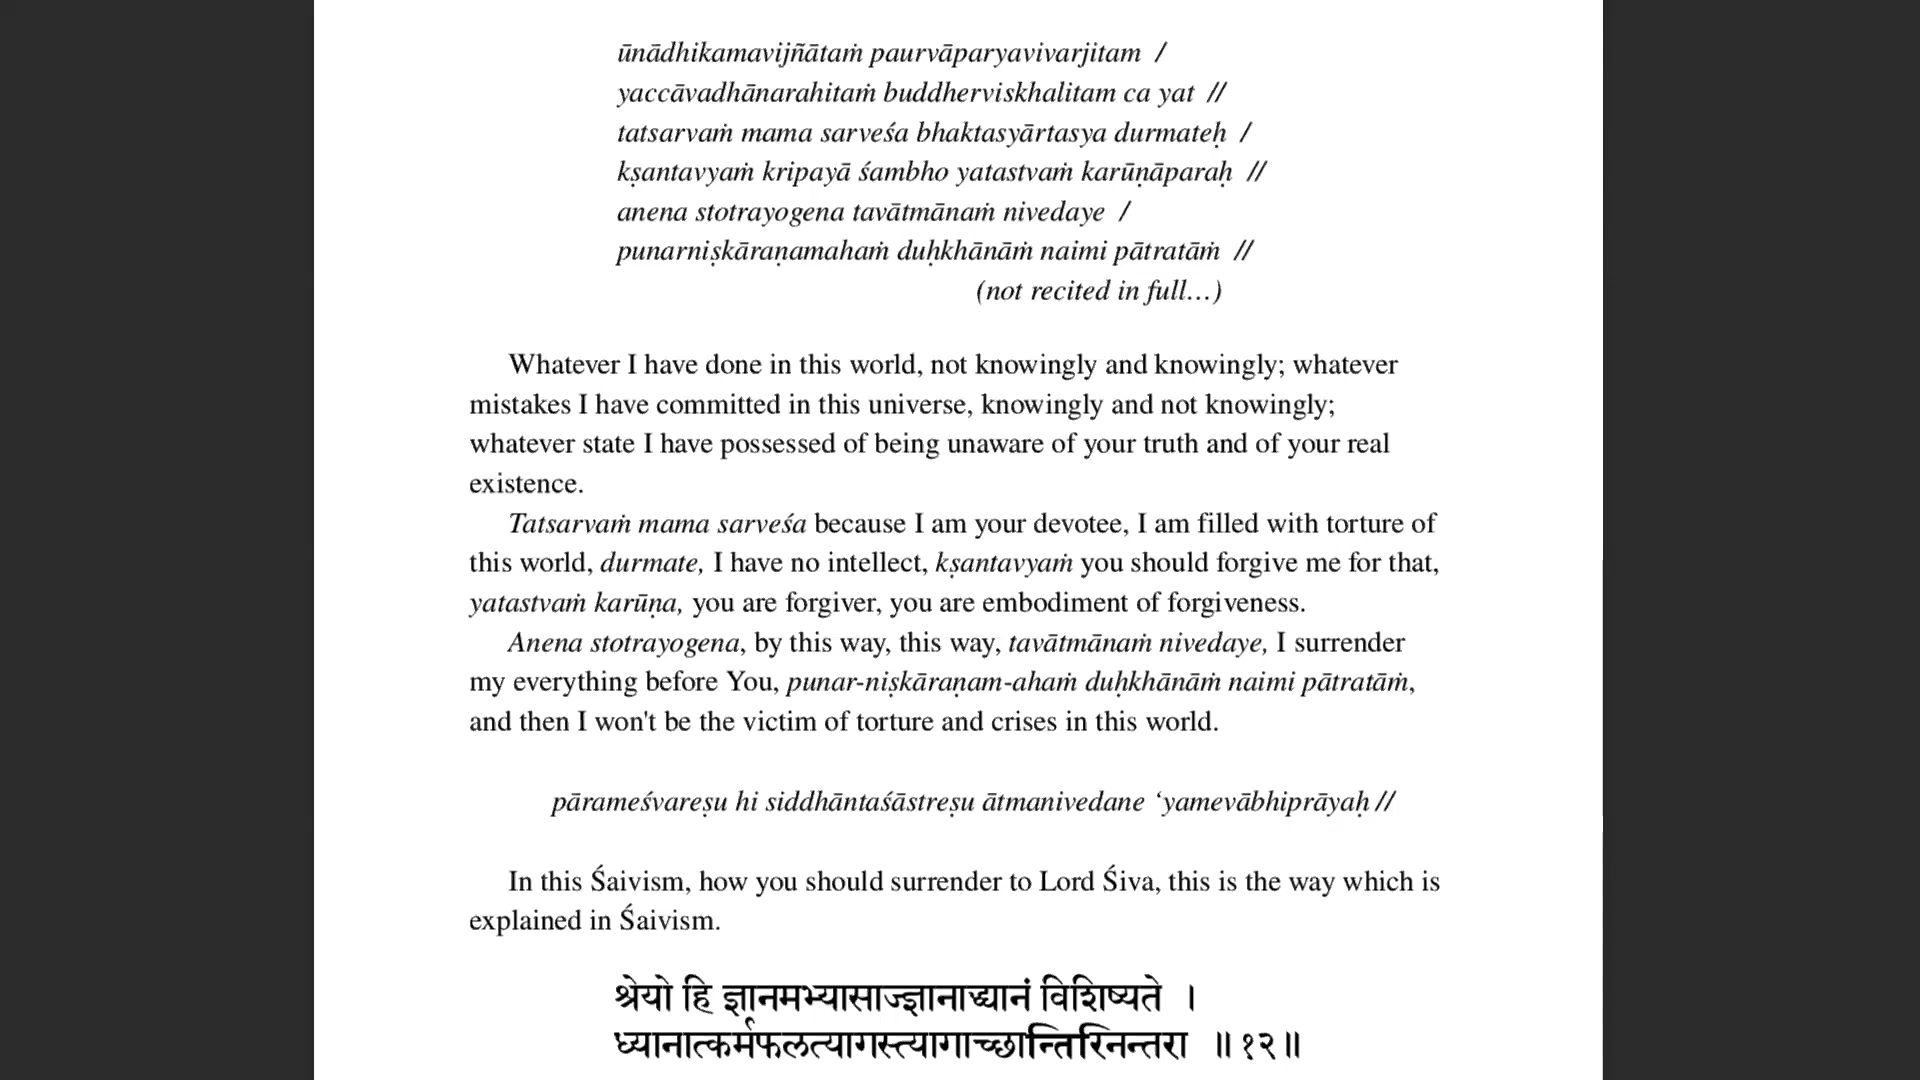 ūnādhikamavijñātaṁ paurvāparyavivarjitam /
yaccāvadhānarahitaṁ buddherviskhalitam ca yat //
tatsarvaṁ mama sarveśa bhaktasyārtasya durmateḥ /
kṣantavyaṁ kripayā śambho yatastvaṁ karūṇāparaḥ //
anena stotrayogena tavātmānaṁ nivedaye /
punarniṣkāraṇamahaṁ duḥkhānāṁ naimi pātratāṁ //
(not recited in full…)
Whatever I have done in this world, not knowingly and knowingly; whatever
mistakes I have committed in this universe, knowingly and not knowingly;
whatever state I have possessed of being unaware of your truth and of your real
existence.
Tatsarvaṁ mama sarveśa because I am your devotee, I am filled with torture of
this world, durmate, I have no intellect, kṣantavyaṁ you should forgive me for that,
yatastvaṁ karūṇa, you are forgiver, you are embodiment of forgiveness.
Anena stotrayogena, by this way, this way, tavātmānaṁ nivedaye, I surrender
my everything before You, punar-niṣkāraṇam-ahaṁ duḥkhānāṁ naimi pātratāṁ,
and then I won't be the victim of torture and crises in this world.
pārameśvareṣu hi siddhāntaśāstreṣu ātmanivedane ‘yamevābhiprāyaḥ //
In this Śaivism, how you should surrender to Lord Śiva, this is the way which is
explained in Śaivism.
श्रेयो हि ज्ञानमभ्यासाज्ज्ञानाद्ध्यानं विशिष्यते ।
ध्यानात्कर्मफलत्यागस्त्यागाच्छान्तिरिनन्तरा ॥ १२॥